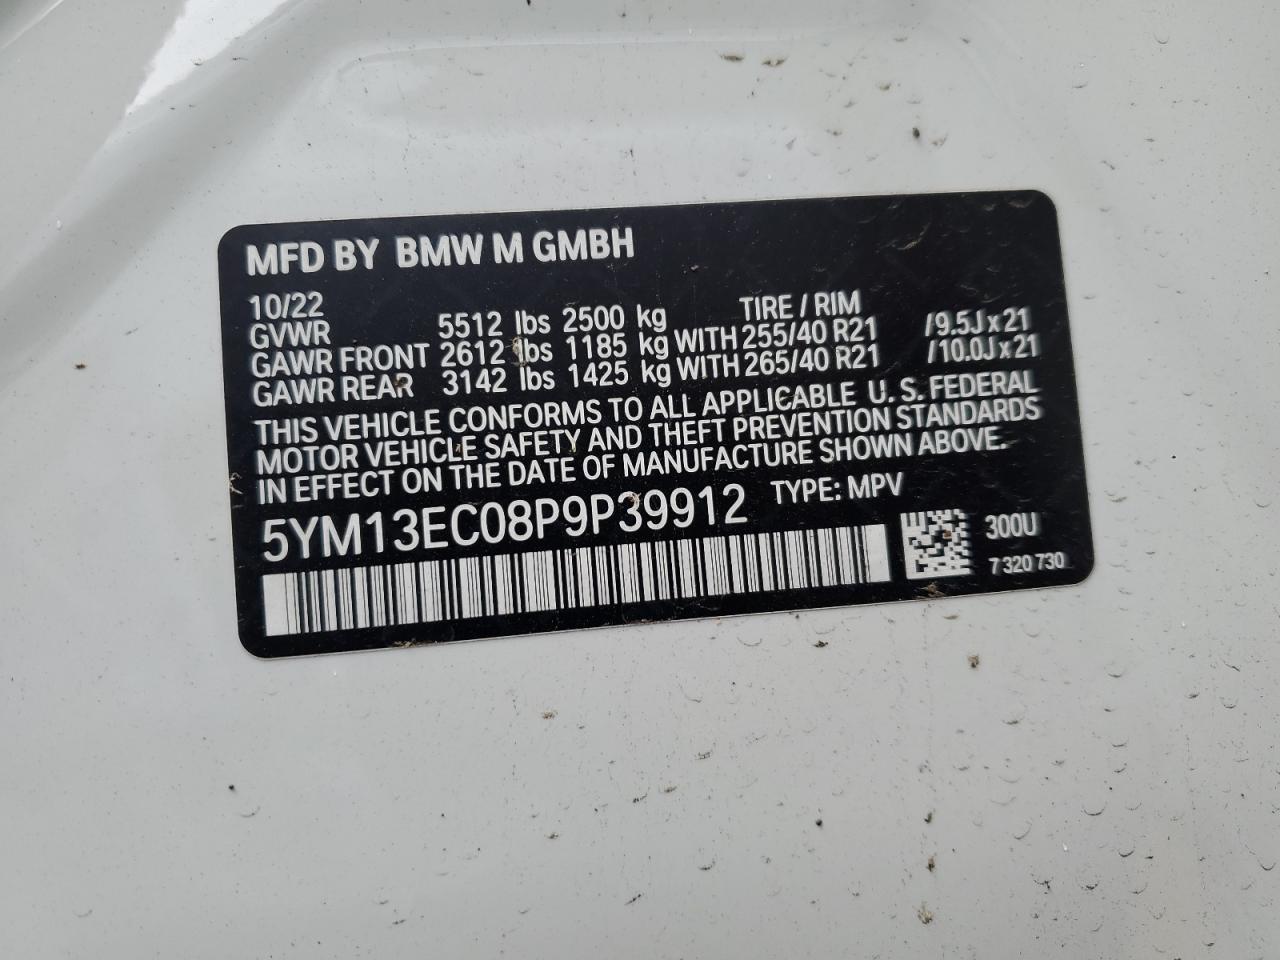 MFD BY BMW M GMBH
10/22 TIRE / RIM
GVWR 5512 lbs 2500 kg
GAWR FRONT 2612 lbs 1185 kg WITH 255/40 R21 /9.5J x 21
GAWR REAR 3142 lbs 1425 kg WITH 265/40 R21 /10.0J x 21
THIS VEHICLE CONFORMS TO ALL APPLICABLE U. S. FEDERAL
MOTOR VEHICLE SAFETY AND THEFT PREVENTION STANDARDS
IN EFFECT ON THE DATE OF MANUFACTURE SHOWN ABOVE.
5YM13EC08P9P39912 TYPE: MPV
300U
7 320 730